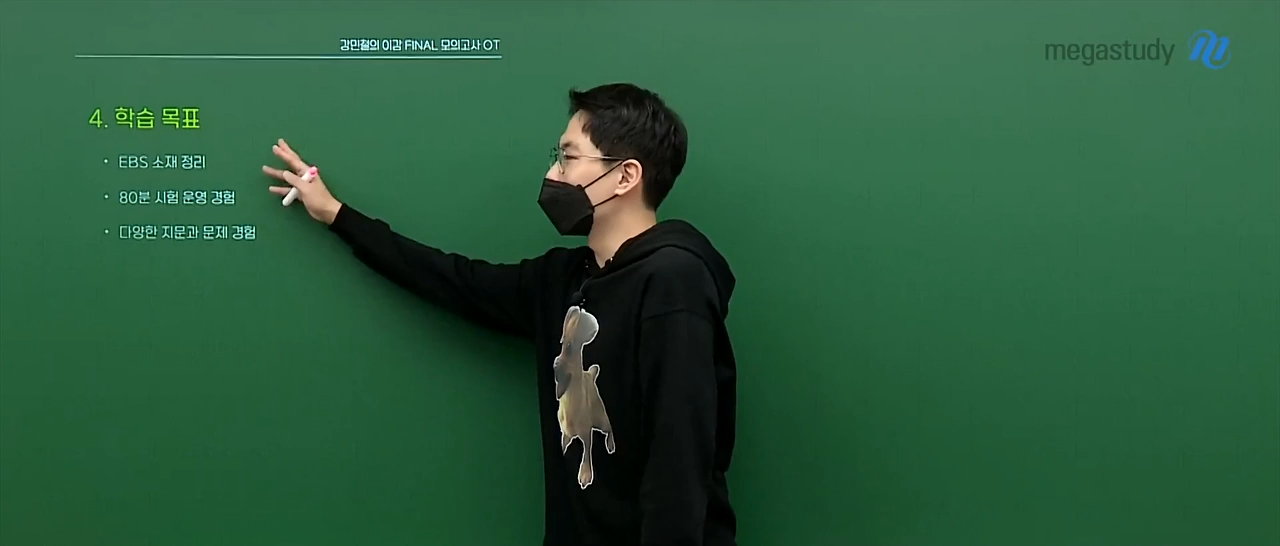 강민철의 이감 FINAL 모의고사 OT
megastudy
4. 학습 목표
• EBS 소재 정리
• 80분 시험 운영 경험
• 다양한 지문과 문제 경험